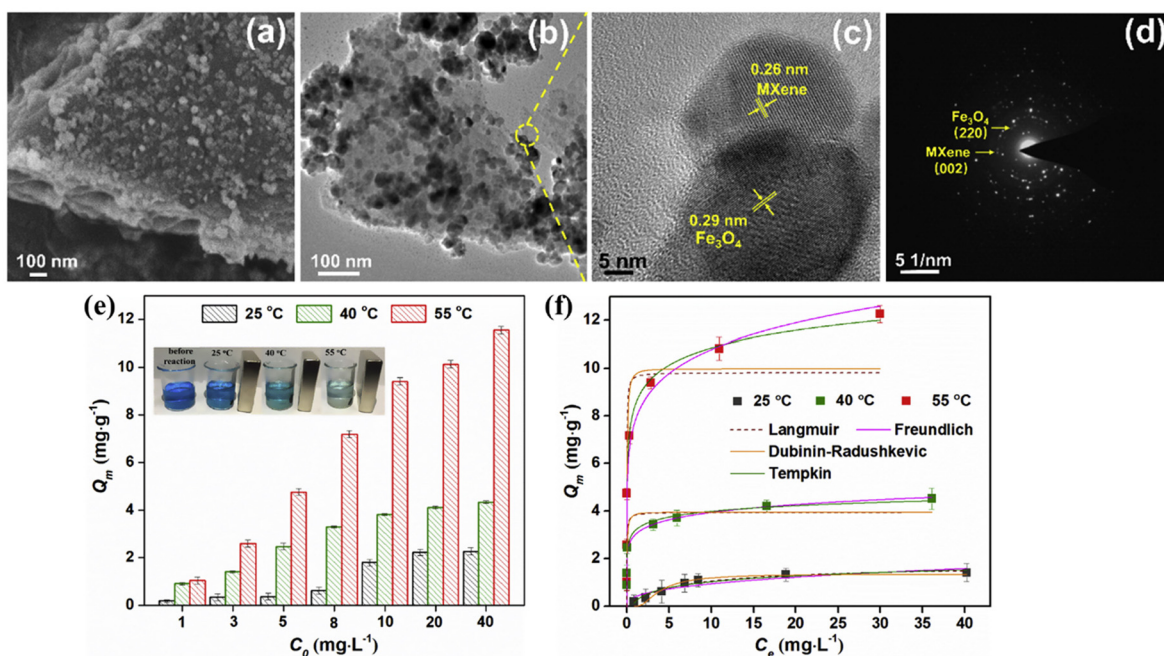 (a)
100 nm
(b)
100 nm
(c)
0.26 nm
MXene
0.29 nm
Fe₃O₄
5 nm
(d)
Fe₃O₄
(220)
MXene
(002)
5 1/nm
(e)
25 °C 40 °C 55 °C
before reaction 25 °C 40 °C 55 °C
Qm (mg·g⁻¹)
12
10
8
6
4
2
0
1 3 5 8 10 20 40
C₀ (mg·L⁻¹)
(f)
25 °C 40 °C 55 °C
Langmuir Freundlich
Dubinin-Radushkevic
Tempkin
Qm (mg·g⁻¹)
12
10
8
6
4
2
0
0 5 10 15 20 25 30 35 40
Ce (mg·L⁻¹)